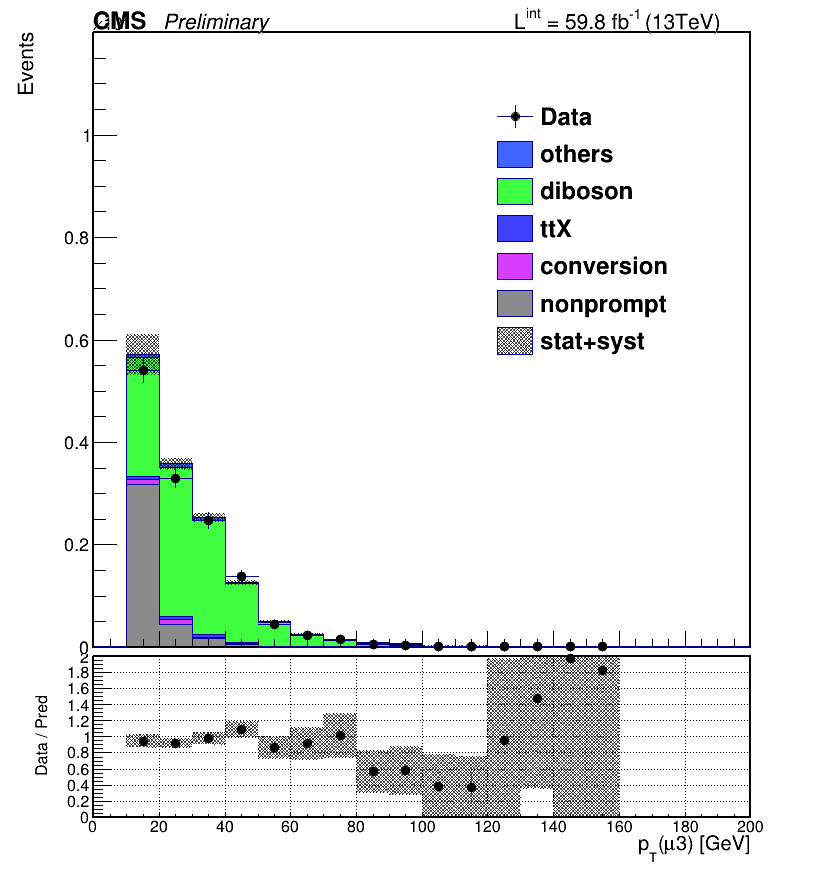 CMS Preliminary L^int = 59.8 fb^-1 (13TeV)
Events
1
0.8
0.6
0.4
0.2
0
Data
others
diboson
ttX
conversion
nonprompt
stat+syst
Data / Pred
2
1.8
1.6
1.4
1.2
1
0.8
0.6
0.4
0.2
0
0 20 40 60 80 100 120 140 160 180 200
p_T(μ3) [GeV]